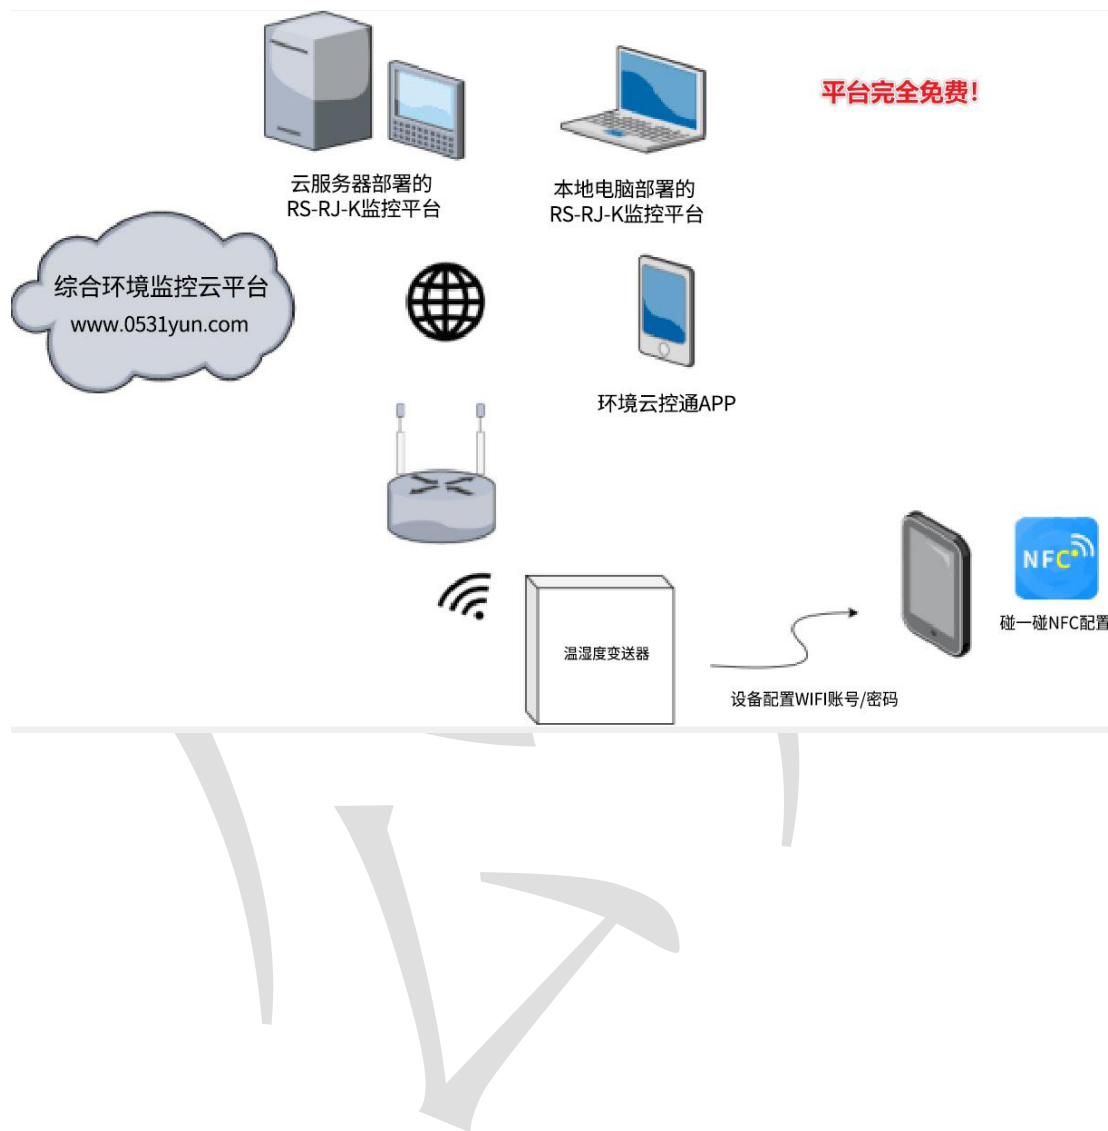 平台完全免费！
云服务器部署的
RS-RJ-K监控平台
本地电脑部署的
RS-RJ-K监控平台
综合环境监控云平台
www.0531yun.com
环境云控通APP
NFC
碰一碰NFC配置
温湿度变送器
设备配置WIFI账号/密码